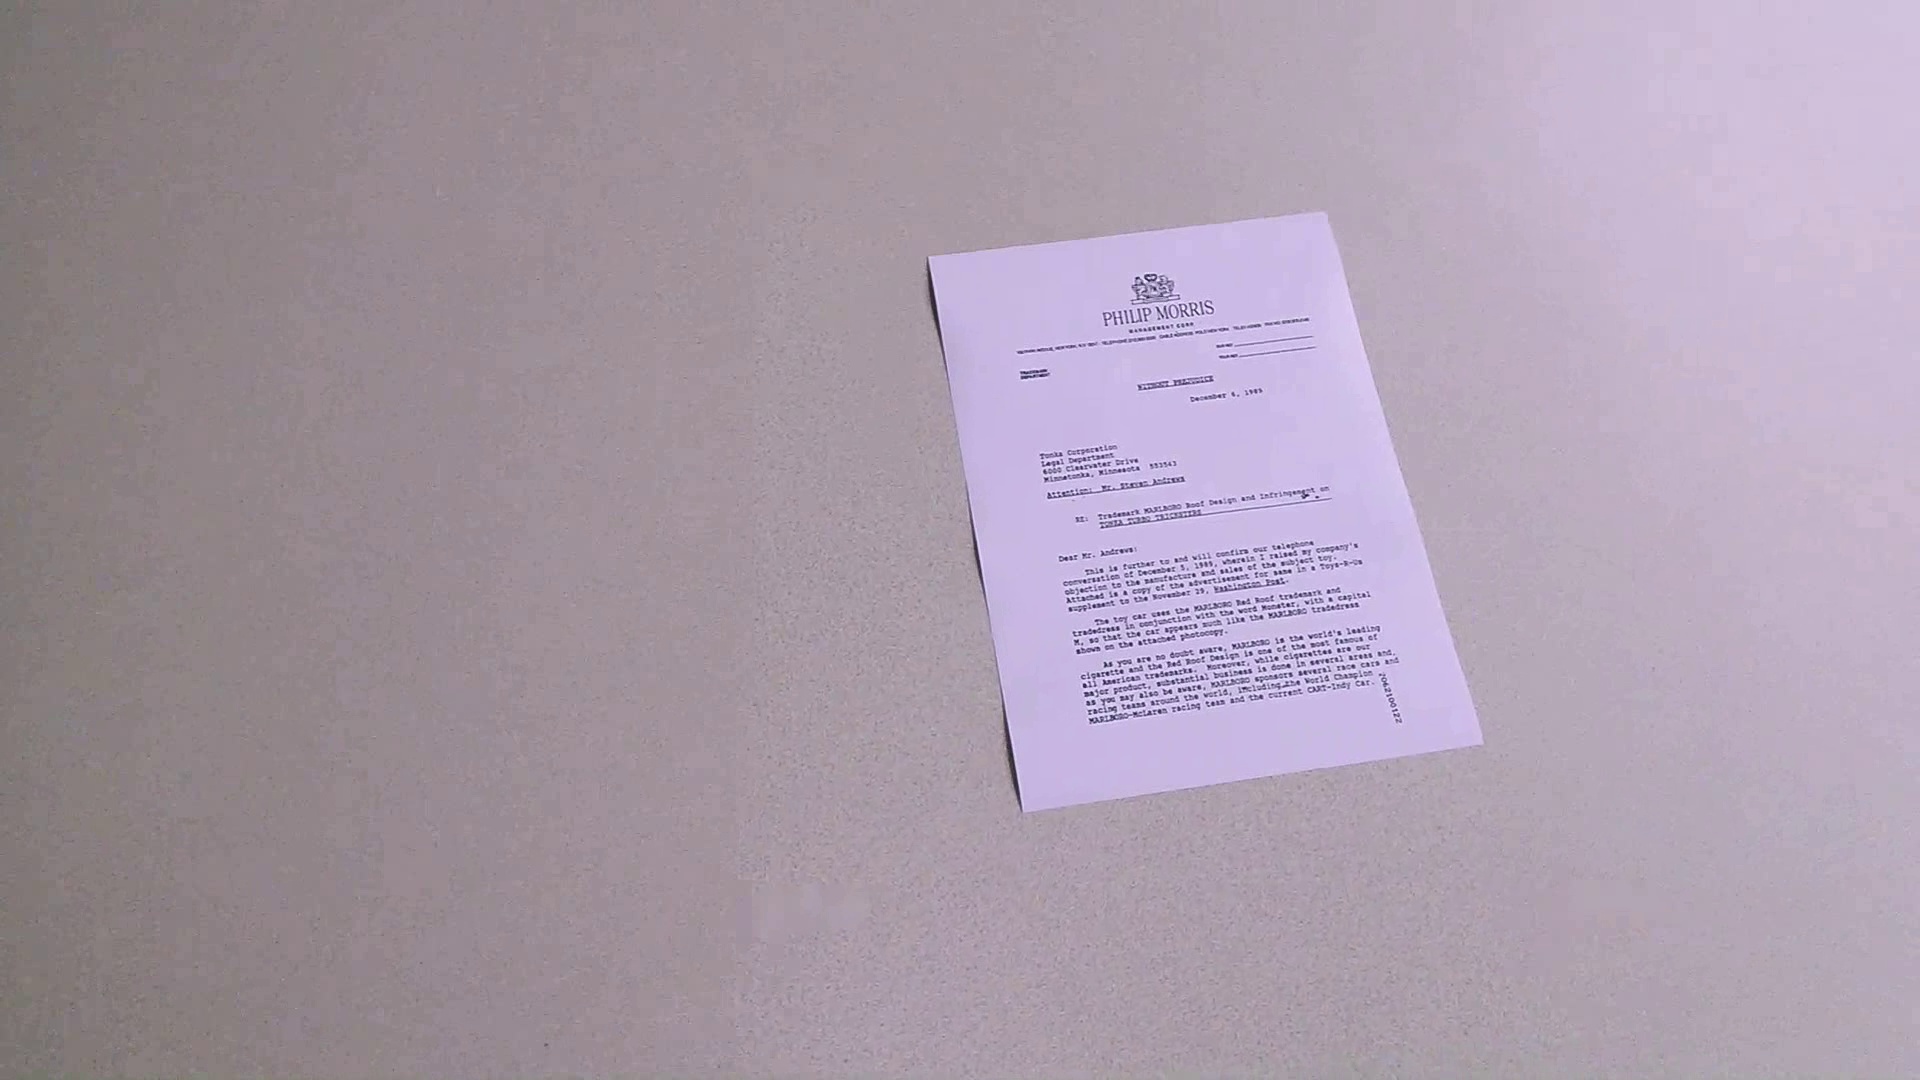 PHILIP MORRIS
MANAGEMENT CORP.
TRADEMARK
DEPARTMENT
WITHOUT PREJUDICE
December 6, 1989
Tonka Corporation
Legal Department
6000 Clearwater Drive
Minnetonka, Minnesota 553543
Attention: Mr. Steven Andrews
RE: Trademark MARLBORO Roof Design and Infringement on
TONKA TURBO TRICKSTERS
Dear Mr. Andrews:
This is further to and will confirm our telephone
conversation of December 5, 1989, wherein I raised my company's
objection to the manufacture and sales of the subject toy.
Attached is a copy of the advertisement for same in a Toys-R-Us
supplement to the November 29, Washington Post.
The toy car uses the MARLBORO Red Roof trademark and
tradedress in conjunction with the word Monster, with a capital
M, so that the car appears much like the MARLBORO tradedress
shown on the attached photocopy.
As you are no doubt aware, MARLBORO is the world's leading
cigarette and the Red Roof Design is one of the most famous of
all American trademarks. Moreover, while cigarettes are our
major product, substantial business is done in several areas and,
as you may also be aware, MARLBORO sponsors several race cars and
racing teams around the world, including the World Champion
MARLBORO-McLaren racing team and the current CART-Indy Car.
2062100122